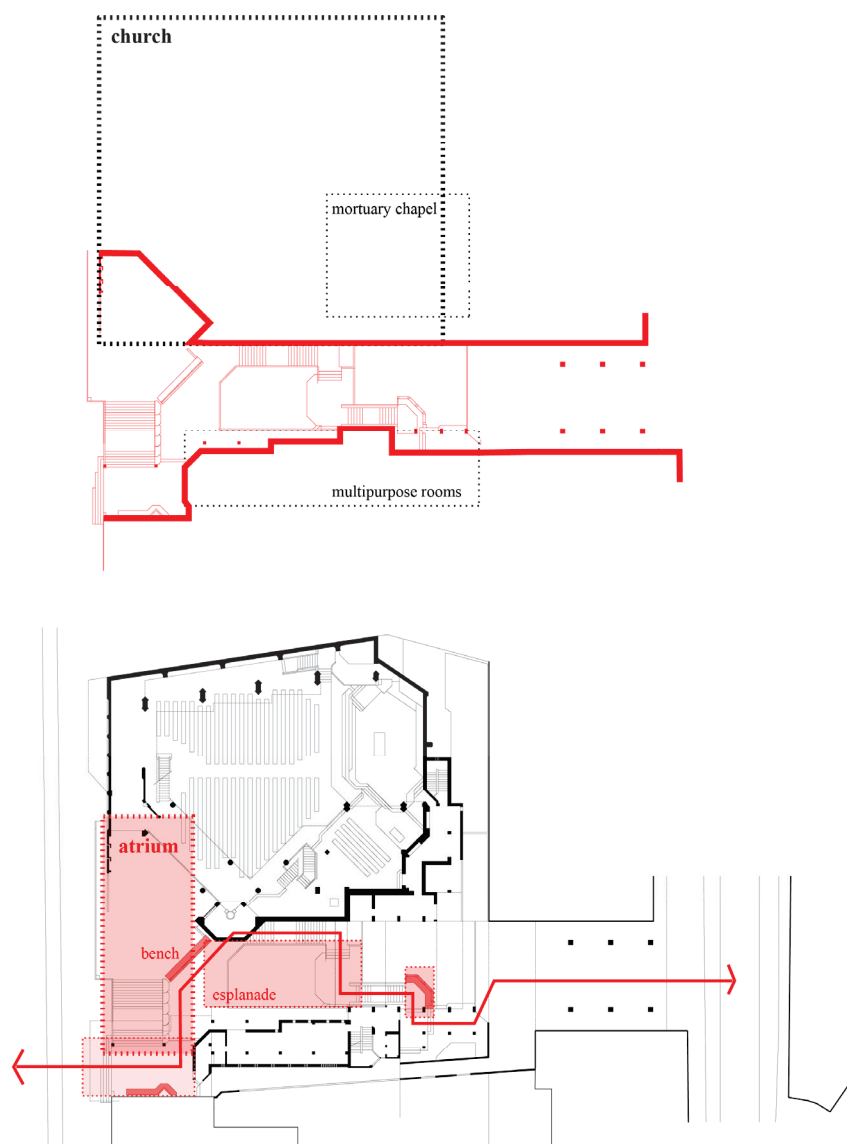 church
mortuary chapel
multipurpose rooms
atrium
bench
esplanade